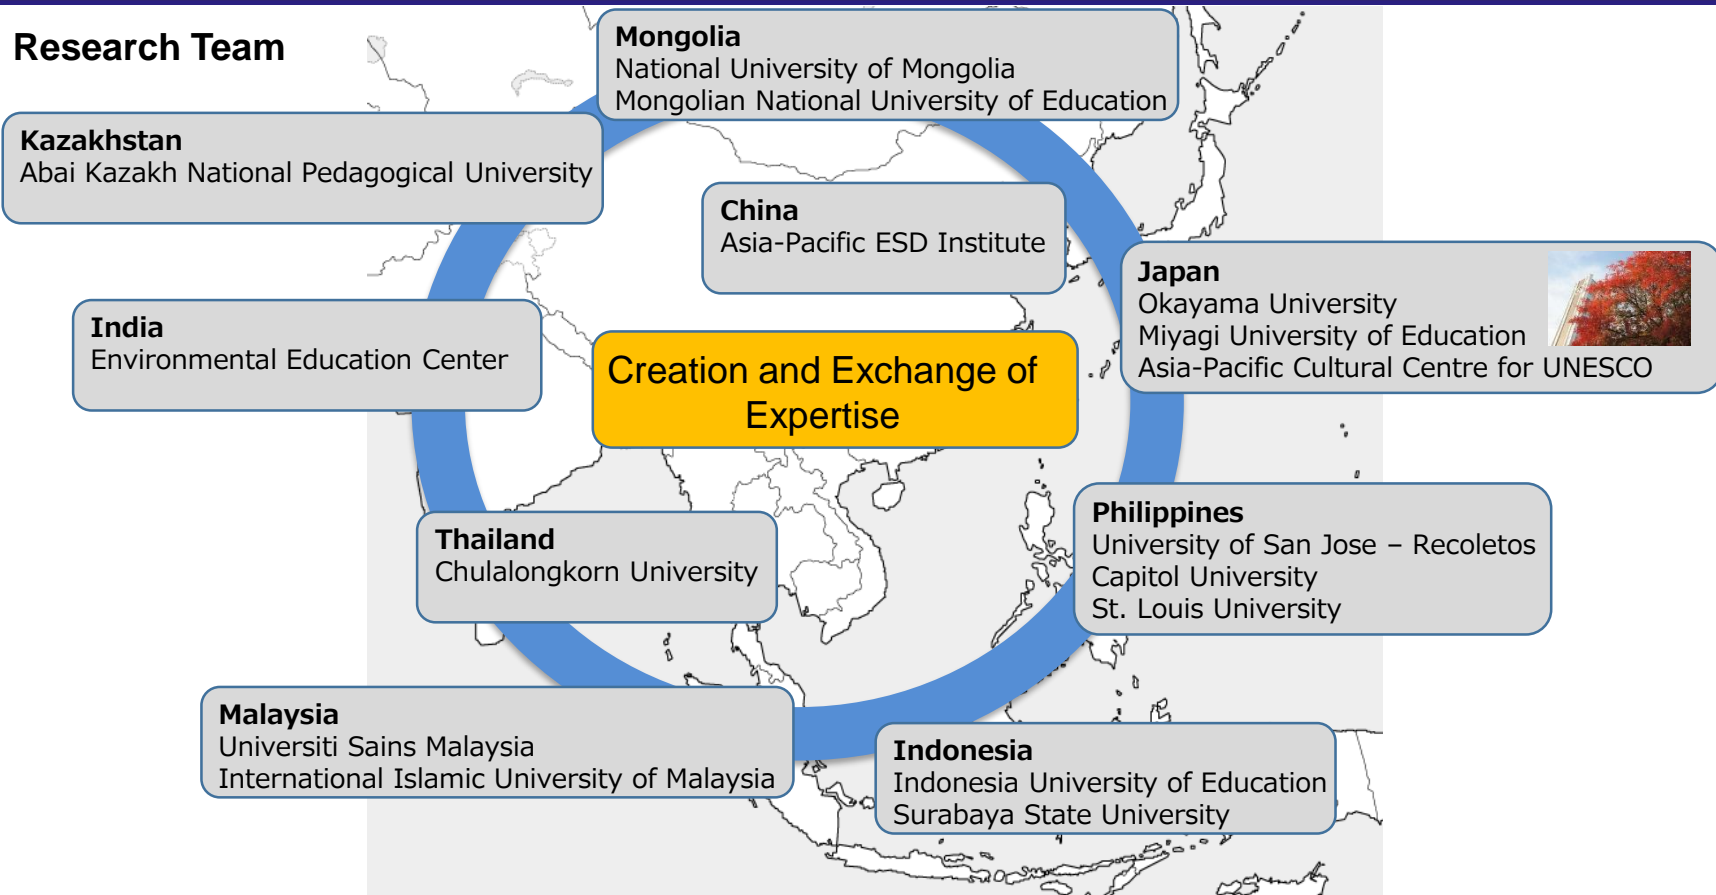 Research Team
Mongolia
National University of Mongolia
Mongolian National University of Education
Kazakhstan
Abai Kazakh National Pedagogical University
China
Asia-Pacific ESD Institute
Japan
Okayama University
Miyagi University of Education
Asia-Pacific Cultural Centre for UNESCO
India
Environmental Education Center
Creation and Exchange of
Expertise
Thailand
Chulalongkorn University
Philippines
University of San Jose – Recoletos
Capitol University
St. Louis University
Malaysia
Universiti Sains Malaysia
International Islamic University of Malaysia
Indonesia
Indonesia University of Education
Surabaya State University